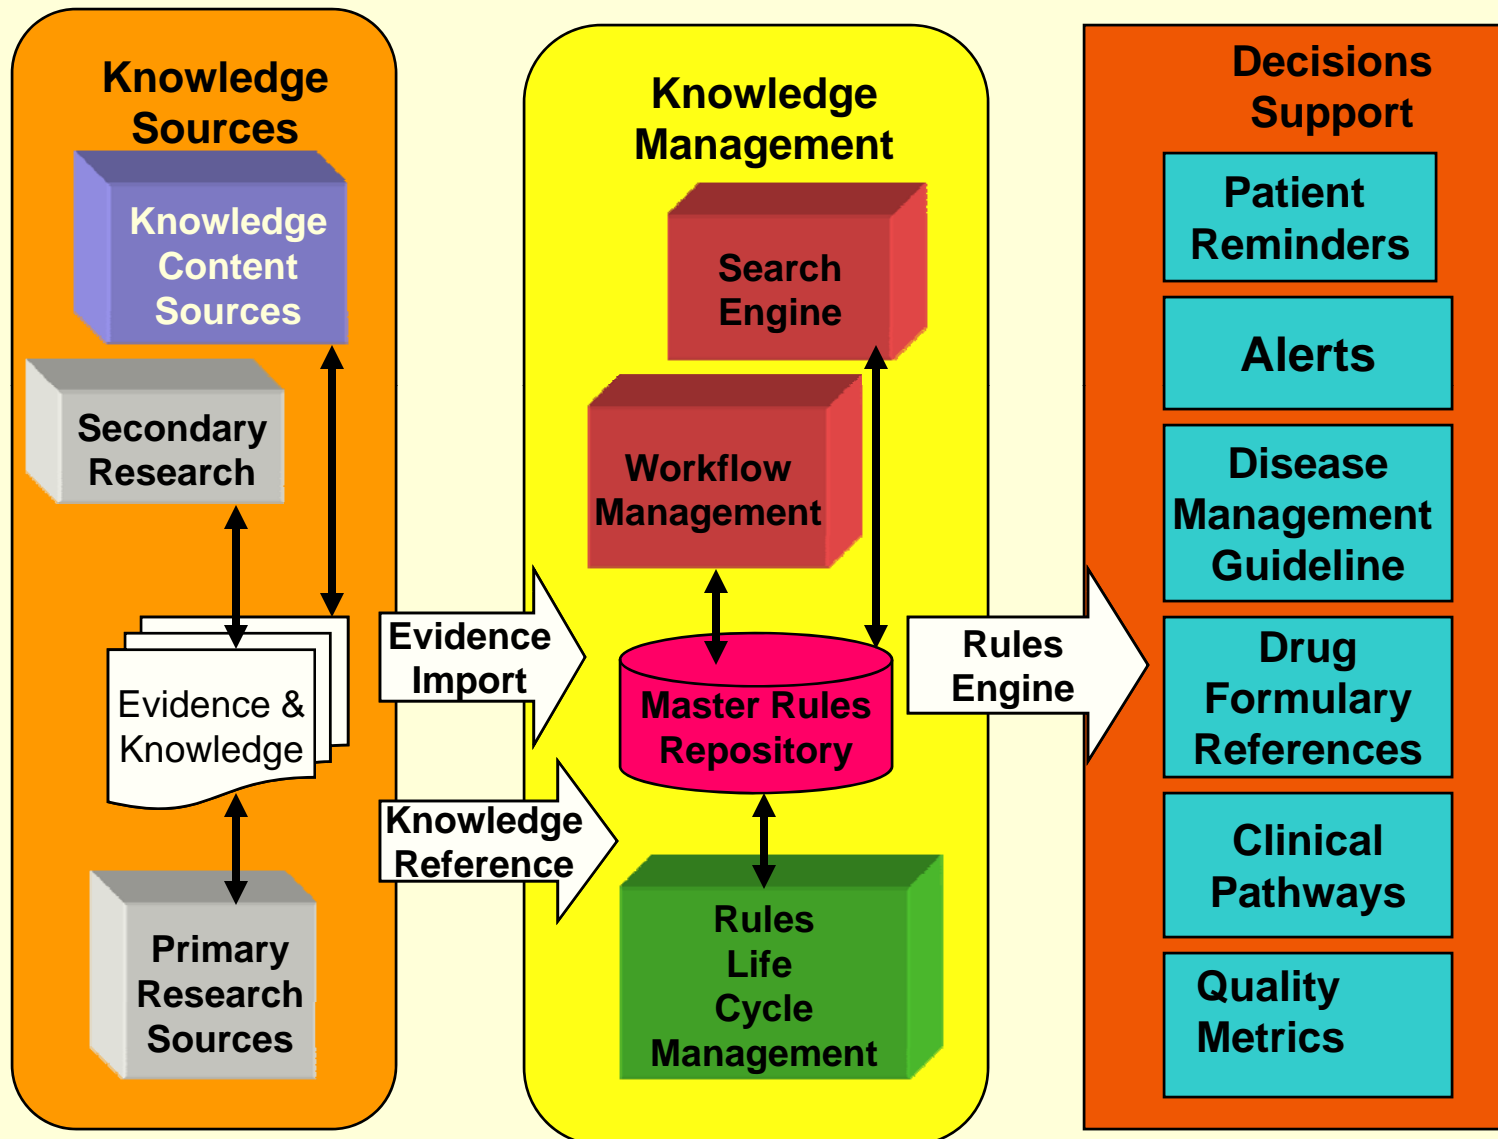 Knowledge
Sources
Knowledge
Content
Sources
Secondary
Research
Evidence &
Knowledge
Primary
Research
Sources
Evidence
Import
Knowledge
Reference
Knowledge
Management
Search
Engine
Workflow
Management
Master Rules
Repository
Rules
Life
Cycle
Management
Rules
Engine
Decisions
Support
Patient
Reminders
Alerts
Disease
Management
Guideline
Drug
Formulary
References
Clinical
Pathways
Quality
Metrics